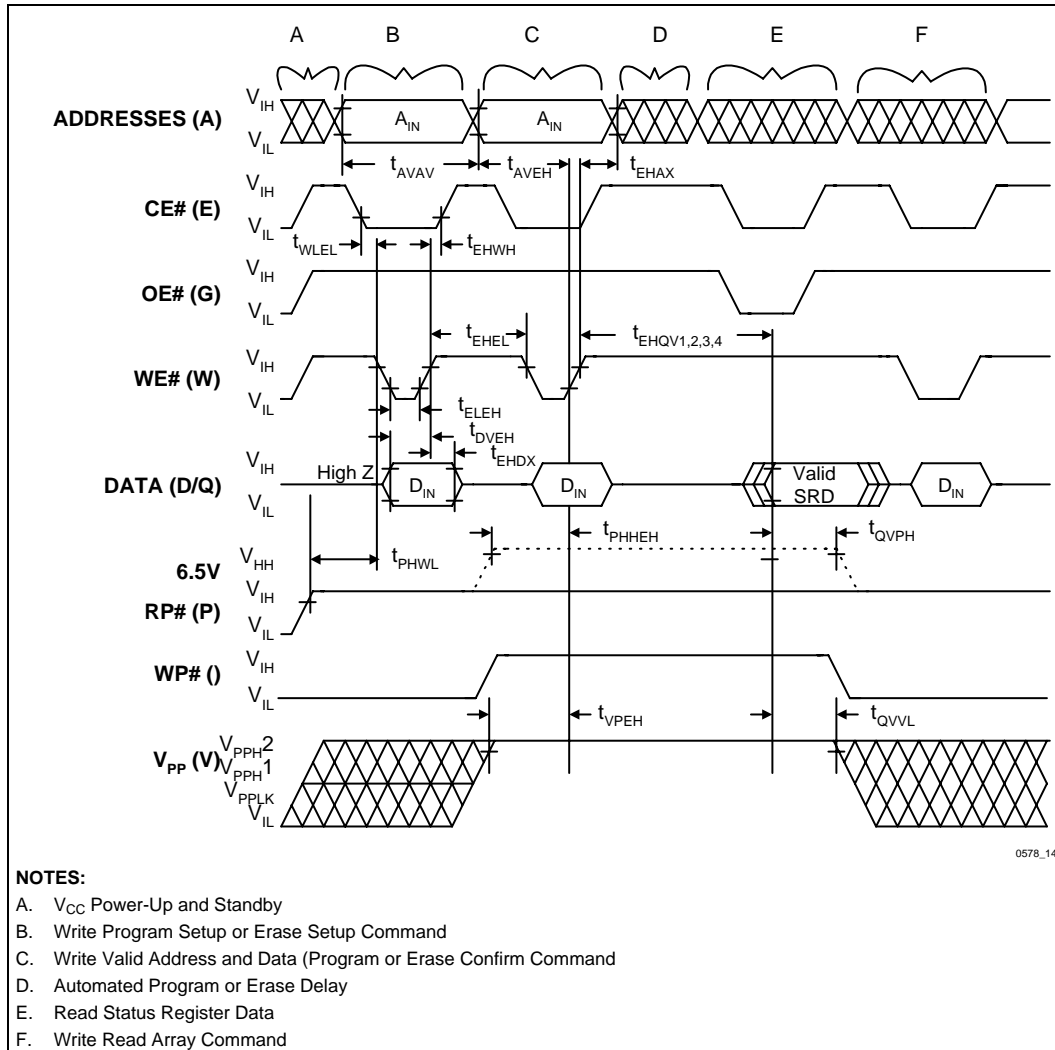 A B C D E F
ADDRESSES (A) V_IH A_IN A_IN
V_IL
t_AVAV t_AVEH t_EHAX
CE# (E) V_IH
V_IL
t_WLEL t_EHWH
OE# (G) V_IH
V_IL
t_EHEL t_EHQV1,2,3,4
WE# (W) V_IH
V_IL
t_ELEH
t_DVEH
t_EHDX
DATA (D/Q) V_IH High Z D_IN D_IN Valid SRD D_IN
V_IL
t_PHWL t_PHHEH t_QVPH
6.5V V_HH
RP# (P) V_IH
V_IL
WP# () V_IH
V_IL
t_VPEH t_QVVL
V_PP (V) V_PPH2
V_PPH1
V_PPLK
V_IL
0578_14
NOTES:
A. V_CC Power-Up and Standby
B. Write Program Setup or Erase Setup Command
C. Write Valid Address and Data (Program or Erase Confirm Command
D. Automated Program or Erase Delay
E. Read Status Register Data
F. Write Read Array Command